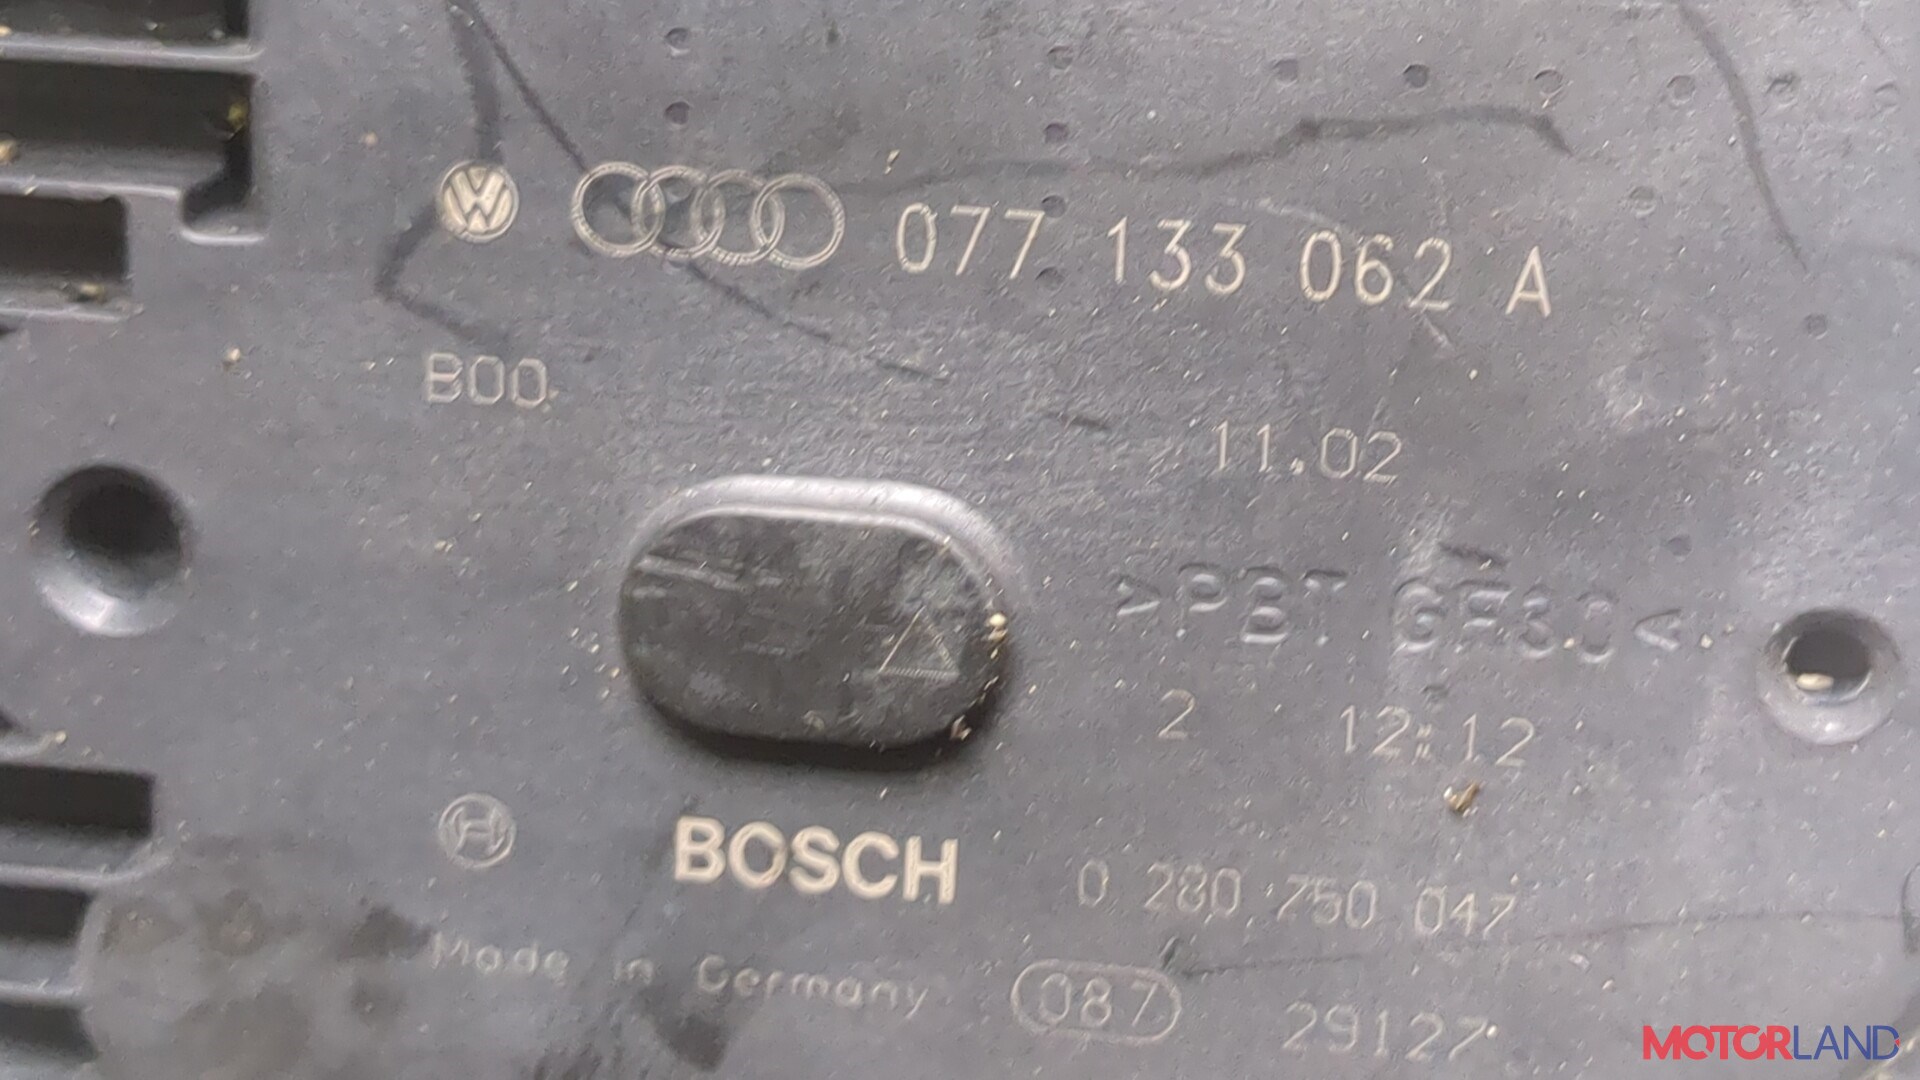 077 133 062 A
B00
11.02
>PBT GF30<
2 12:12
BOSCH 0 280 750 047
Made in Germany 087 29127
MOTORLAND